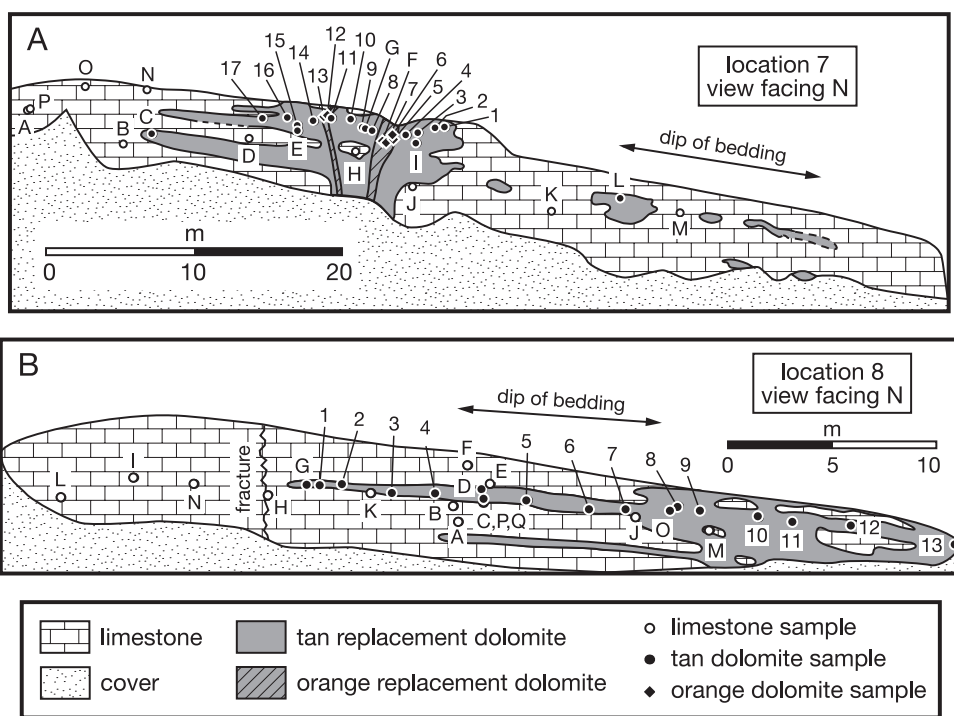 A
location 7
view facing N
12
15
10
14
11
G
13
9
F
O
N
16
8
6
17
7
5
4
3
2
1
P
A
C
B
D
E
H
I
J
dip of bedding
L
K
M
m
0 10 20
B
location 8
view facing N
dip of bedding
m
0 5 10
1
2
3
4
F
5
6
7
8
9
fracture
G
D
E
I
L
N
H
K
B
A
C,P,Q
J
O
M
10
11
12
13
limestone
tan replacement dolomite
limestone sample
cover
orange replacement dolomite
tan dolomite sample
orange dolomite sample